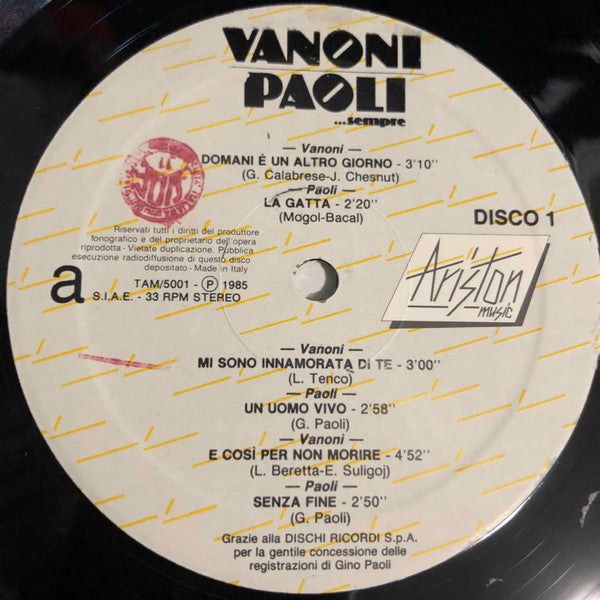 VANONI
PAOLI
...sempre
— Vanoni —
DOMANI È UN ALTRO GIORNO - 3'10''
(G. Calabrese-J. Chesnut)
— Paoli —
LA GATTA - 2'20''
(Mogol-Bacal)
DISCO 1
Riservati tutti i diritti del produttore
fonografico e del proprietario dell'opera
riprodotta - Vietate duplicazione. Pubblica
esecuzione radiodiffusione di questo disco
depositato - Made in Italy
a
TAM/5001 - Ⓟ 1985
S.I.A.E. - 33 RPM STEREO
Ariston
music
— Vanoni —
MI SONO INNAMORATA DI TE - 3'00''
(L. Tenco)
— Paoli —
UN UOMO VIVO - 2'58''
(G. Paoli)
— Vanoni —
E COSÌ PER NON MORIRE - 4'52''
(L. Beretta-E. Suligoj)
— Paoli —
SENZA FINE - 2'50''
(G. Paoli)
Grazie alla DISCHI RICORDI S.p.A.
per la gentile concessione delle
registrazioni di Gino Paoli